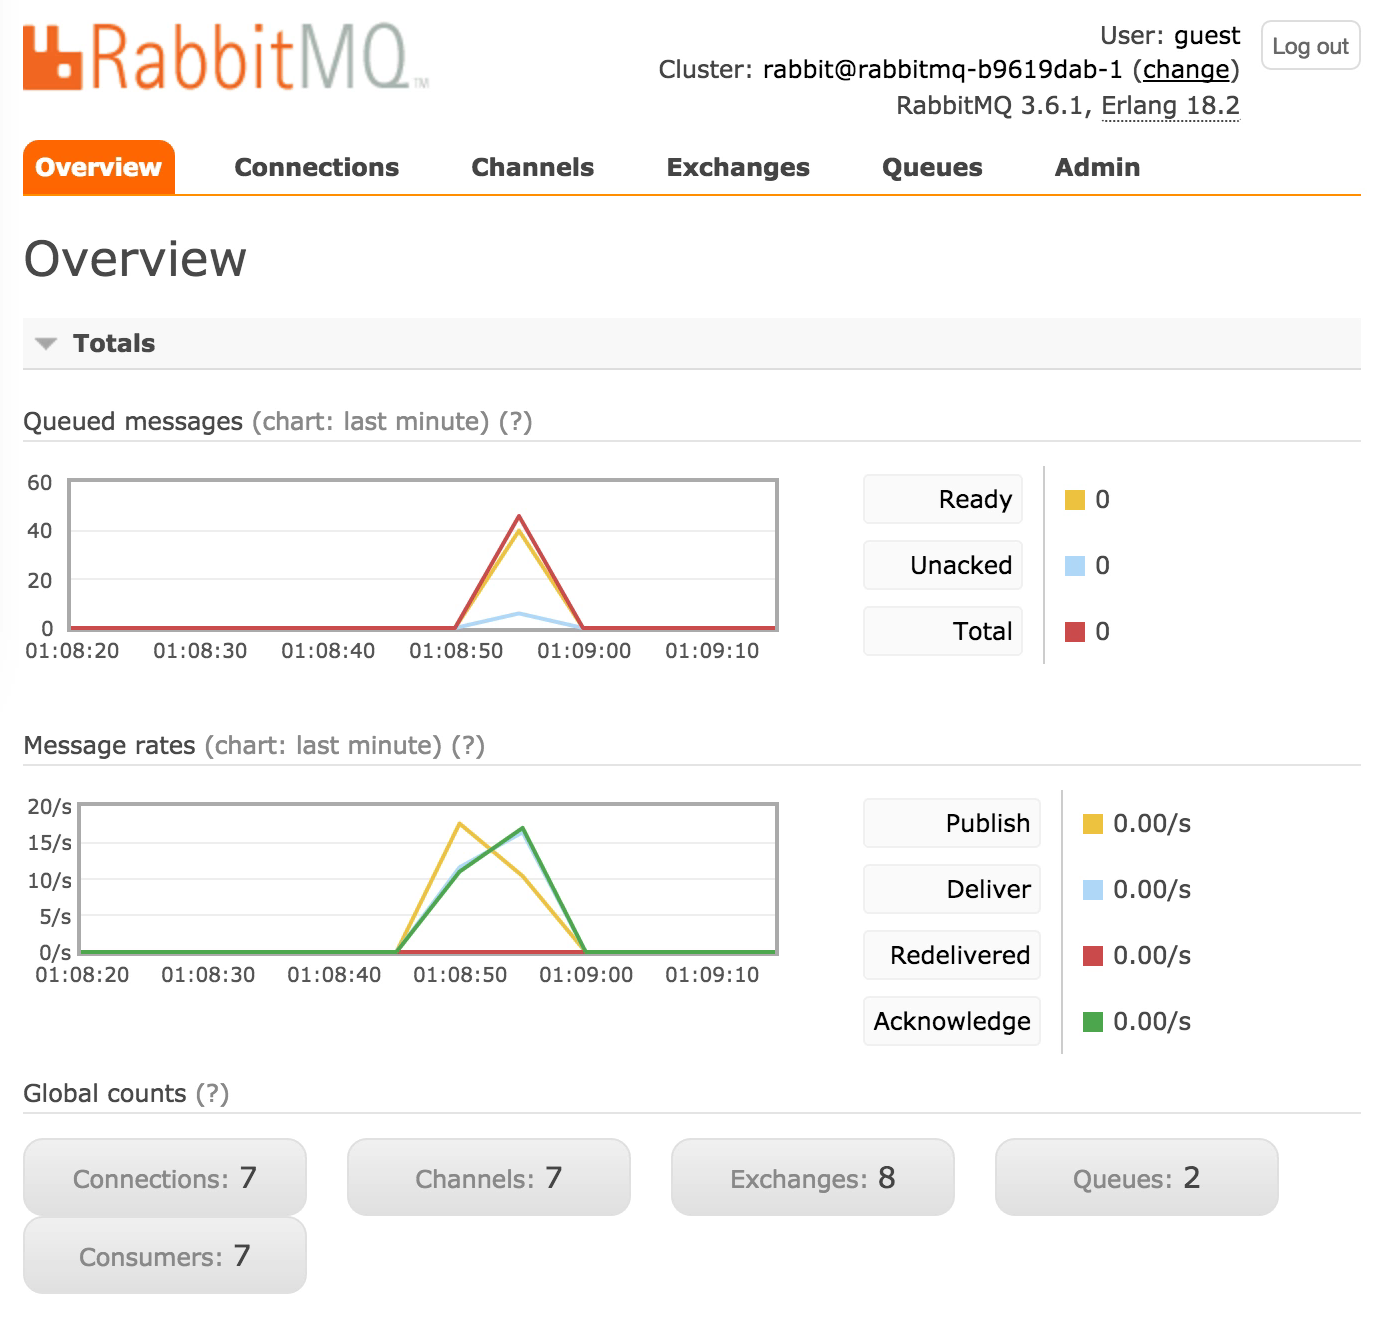 RabbitMQ™
User: guest
Log out
Cluster: rabbit@rabbitmq-b9619dab-1 (change)
RabbitMQ 3.6.1, Erlang 18.2
Overview Connections Channels Exchanges Queues Admin
Overview
Totals
Queued messages (chart: last minute) (?)
60
40
20
0
01:08:20 01:08:30 01:08:40 01:08:50 01:09:00 01:09:10
Ready 0
Unacked 0
Total 0
Message rates (chart: last minute) (?)
20/s
15/s
10/s
5/s
0/s
01:08:20 01:08:30 01:08:40 01:08:50 01:09:00 01:09:10
Publish 0.00/s
Deliver 0.00/s
Redelivered 0.00/s
Acknowledge 0.00/s
Global counts (?)
Connections: 7 Channels: 7 Exchanges: 8 Queues: 2
Consumers: 7